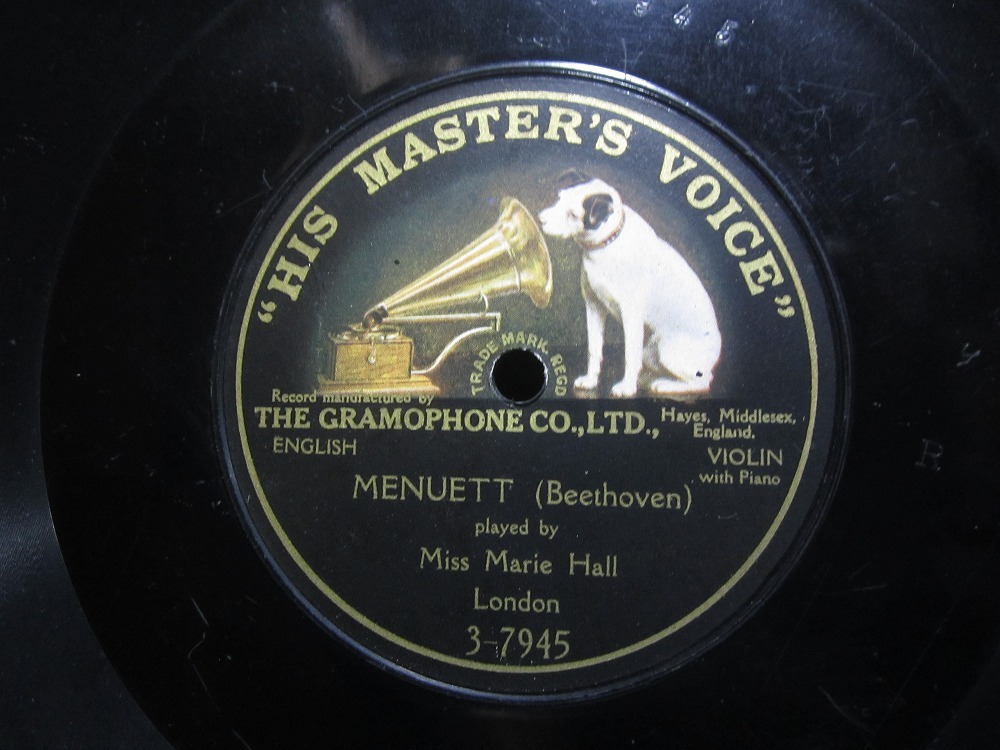 "HIS MASTER'S VOICE"
TRADE MARK. REGD
Record manufactured by
THE GRAMOPHONE CO.,LTD., Hayes, Middlesex, England.
ENGLISH
VIOLIN
with Piano
MENUETT (Beethoven)
played by
Miss Marie Hall
London
3-7945
R